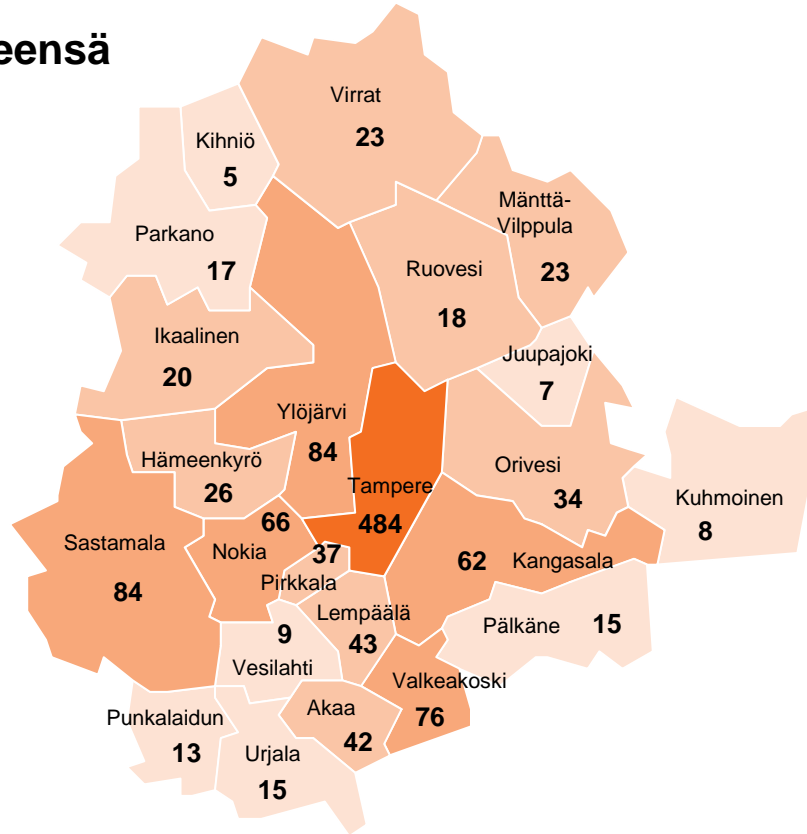 eensä
Virrat
23
Kihniö
5
Mänttä-
Vilppula
23
Parkano
17
Ruovesi
18
Ikaalinen
20
Juupajoki
7
Ylöjärvi
84
Hämeenkyrö
26
Orivesi
34
Tampere
484
Kuhmoinen
8
Sastamala
84
66
Nokia
37
Pirkkala
62
Kangasala
Lempäälä
43
Pälkäne
15
9
Vesilahti
Valkeakoski
76
Punkalaidun
13
Akaa
42
Urjala
15